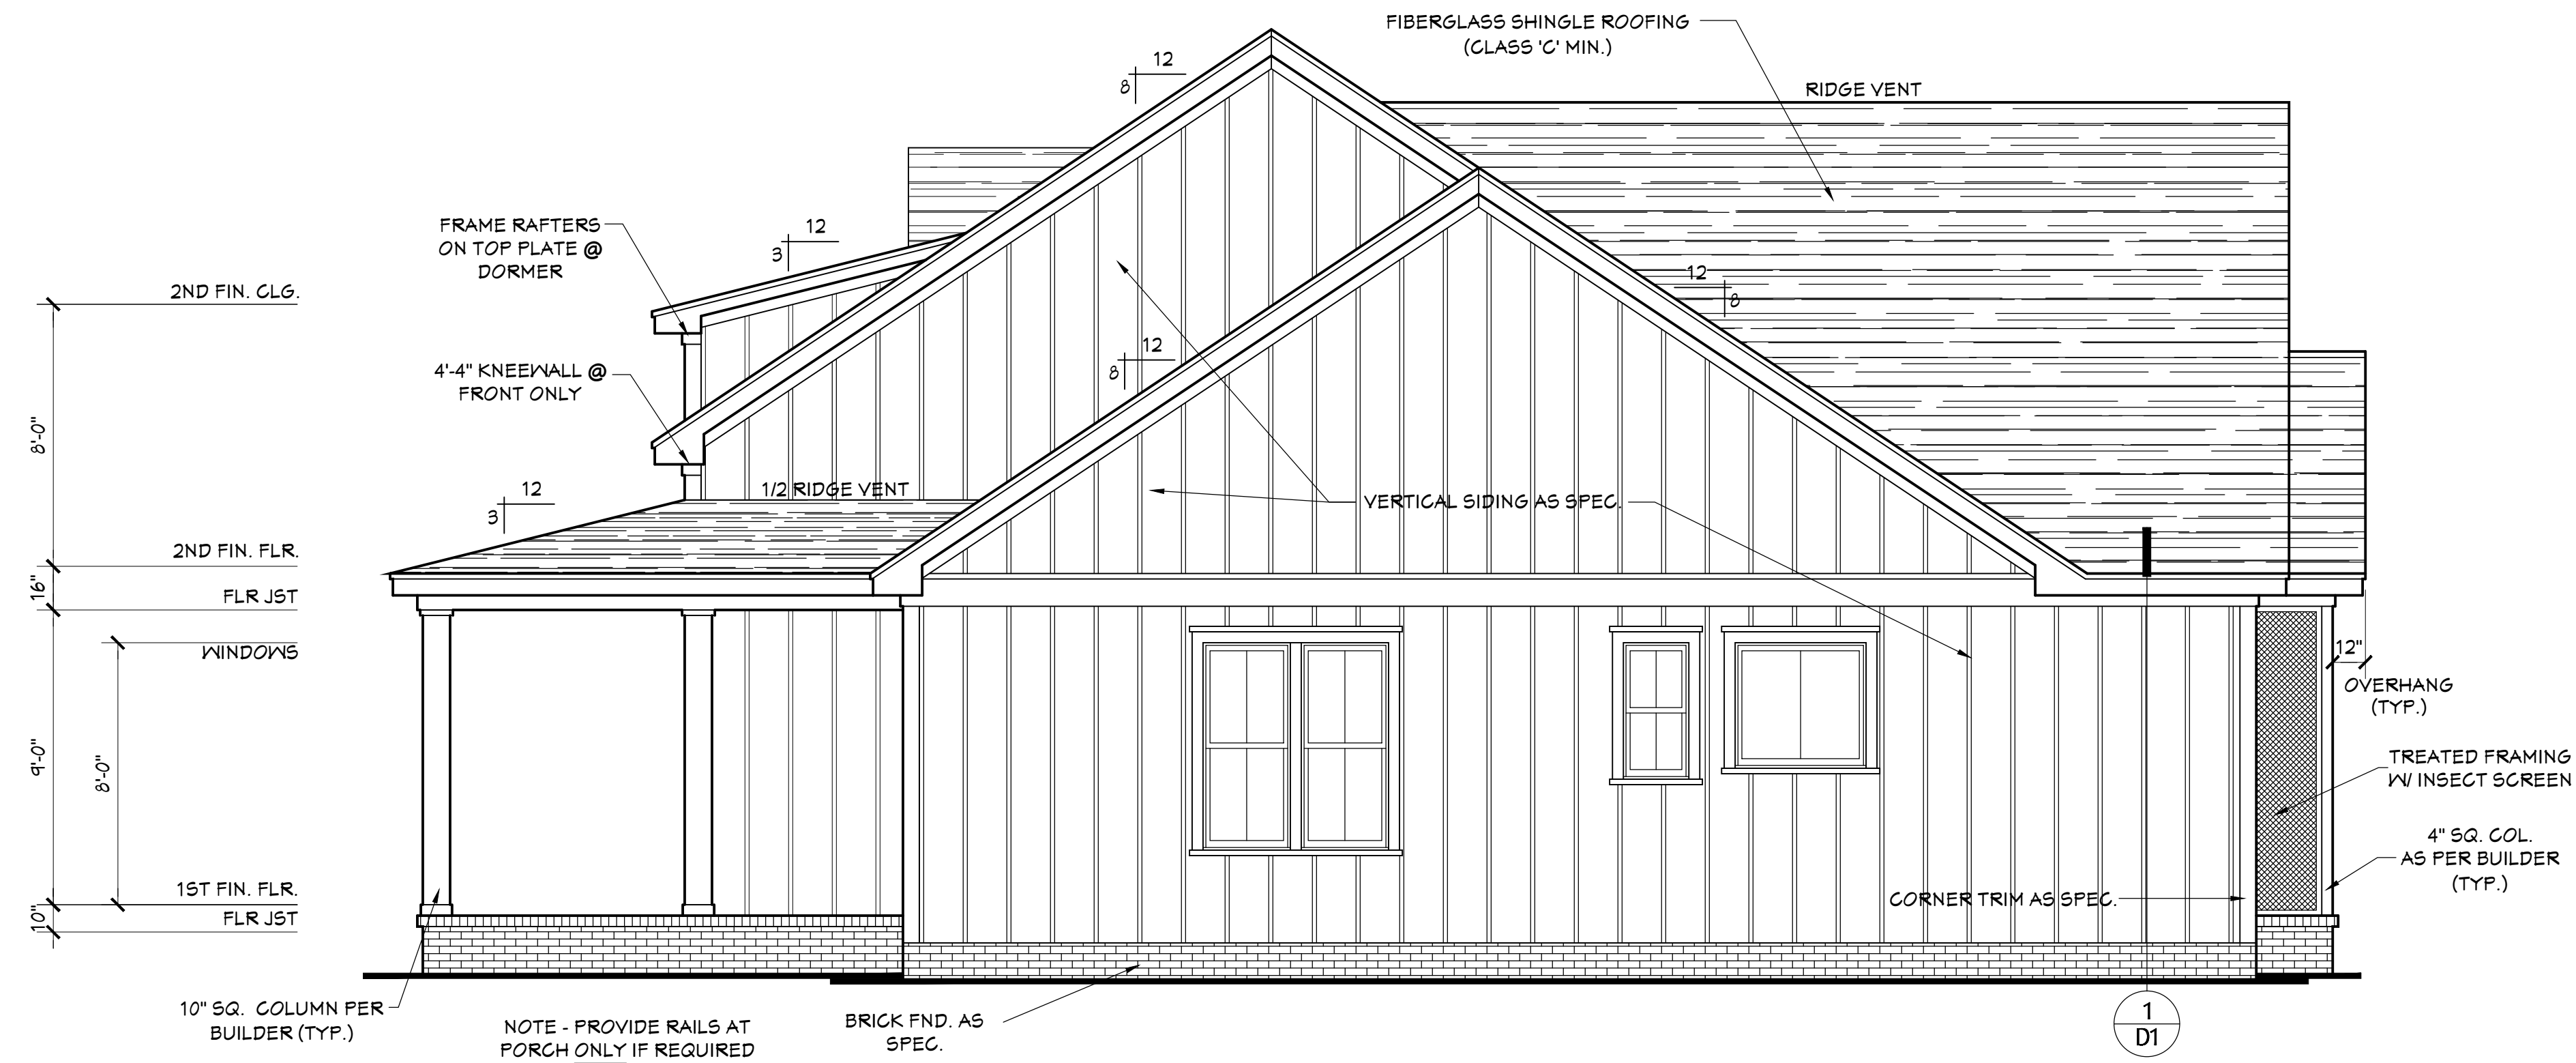 FIBERGLASS SHINGLE ROOFING
(CLASS 'C' MIN.)
12
8
RIDGE VENT
FRAME RAFTERS
ON TOP PLATE @
DORMER
12
3
12
8
2ND FIN. CLG.
12
8
4'-4" KNEEWALL @
FRONT ONLY
8'-0"
1/2 RIDGE VENT
12
3
VERTICAL SIDING AS SPEC.
2ND FIN. FLR.
16"
FLR JST
WINDOWS
12"
OVERHANG
(TYP.)
9'-0"
8'-0"
TREATED FRAMING
W/ INSECT SCREEN
4" SQ. COL.
AS PER BUILDER
(TYP.)
1ST FIN. FLR.
CORNER TRIM AS SPEC.
10"
FLR JST
10" SQ. COLUMN PER
BUILDER (TYP.)
NOTE - PROVIDE RAILS AT
PORCH ONLY IF REQUIRED
BRICK FND. AS
SPEC.
1
D1